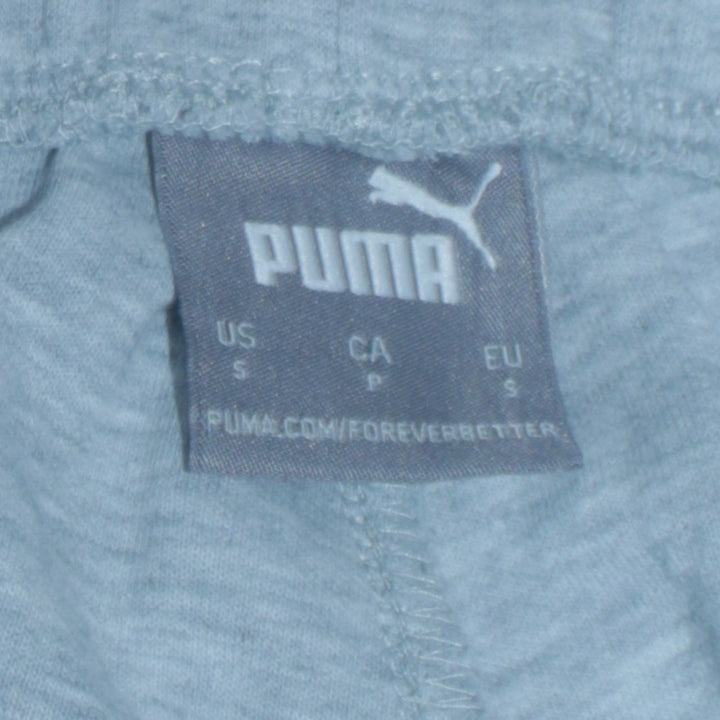 PUMA
US CA EU
S P S
PUMA.COM/FOREVERBETTER